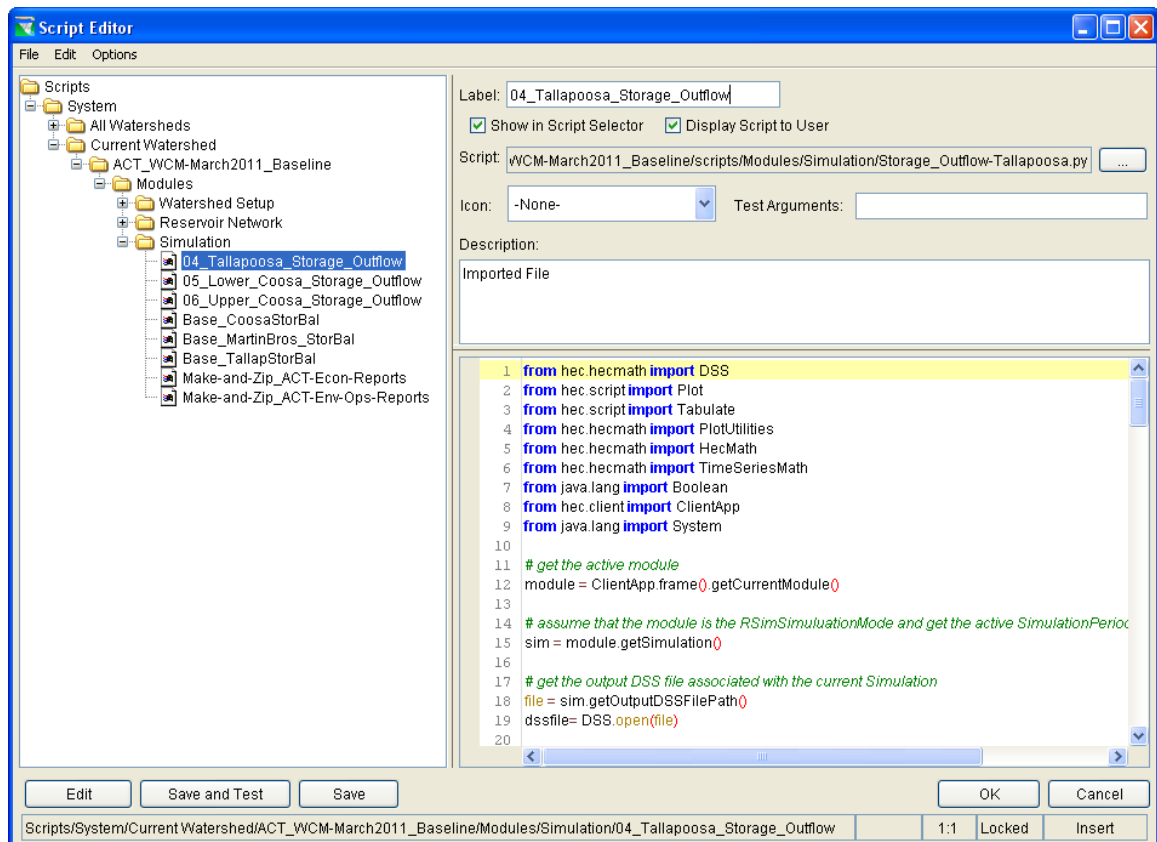 Script Editor
File Edit Options
Scripts
System
All Watersheds
Current Watershed
ACT_WCM-March2011_Baseline
Modules
Watershed Setup
Reservoir Network
Simulation
04_Tallapoosa_Storage_Outflow
05_Lower_Coosa_Storage_Outflow
06_Upper_Coosa_Storage_Outflow
Base_CoosaStorBal
Base_MartinBros_StorBal
Base_TallapStorBal
Make-and-Zip_ACT-Econ-Reports
Make-and-Zip_ACT-Env-Ops-Reports
Label: 04_Tallapoosa_Storage_Outflow
Show in Script Selector Display Script to User
Script: WCM-March2011_Baseline/scripts/Modules/Simulation/Storage_Outflow-Tallapoosa.py ...
Icon: -None- Test Arguments:
Description:
Imported File
1 from hec.hecmath import DSS
2 from hec.script import Plot
3 from hec.script import Tabulate
4 from hec.hecmath import PlotUtilities
5 from hec.hecmath import HecMath
6 from hec.hecmath import TimeSeriesMath
7 from java.lang import Boolean
8 from hec.client import ClientApp
9 from java.lang import System
10
11 # get the active module
12 module = ClientApp.frame().getCurrentModule()
13
14 # assume that the module is the RSimSimuluationMode and get the active SimulationPerioc
15 sim = module.getSimulation()
16
17 # get the output DSS file associated with the current Simulation
18 file = sim.getOutputDSSFilePath()
19 dssfile= DSS.open(file)
20
Edit Save and Test Save OK Cancel
Scripts/System/Current Watershed/ACT_WCM-March2011_Baseline/Modules/Simulation/04_Tallapoosa_Storage_Outflow 1:1 Locked Insert